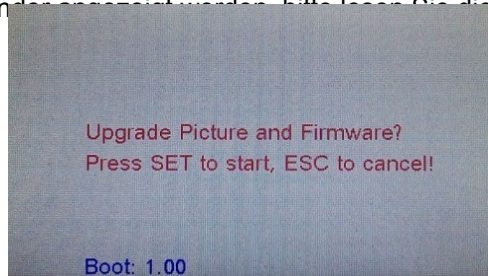 Upgrade Picture and Firmware?
Press SET to start, ESC to cancel!
Boot: 1.00